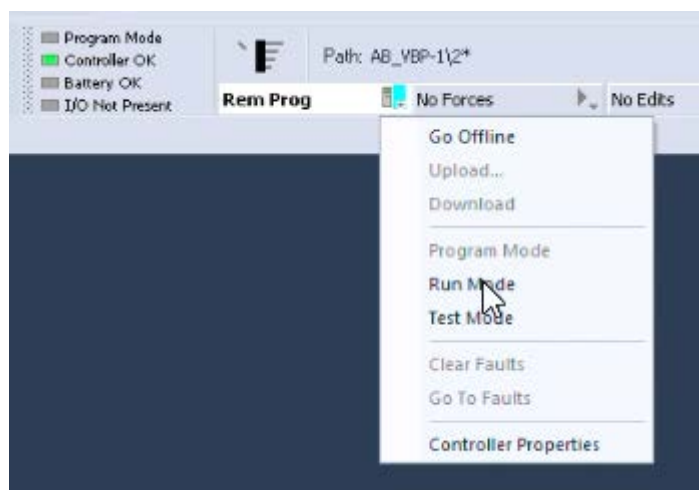 Program Mode
Controller OK
Battery OK
I/O Not Present
Path: AB_VBP-1\2*
Rem Prog
No Forces
No Edits
Go Offline
Upload...
Download
Program Mode
Run Mode
Test Mode
Clear Faults
Go To Faults
Controller Properties